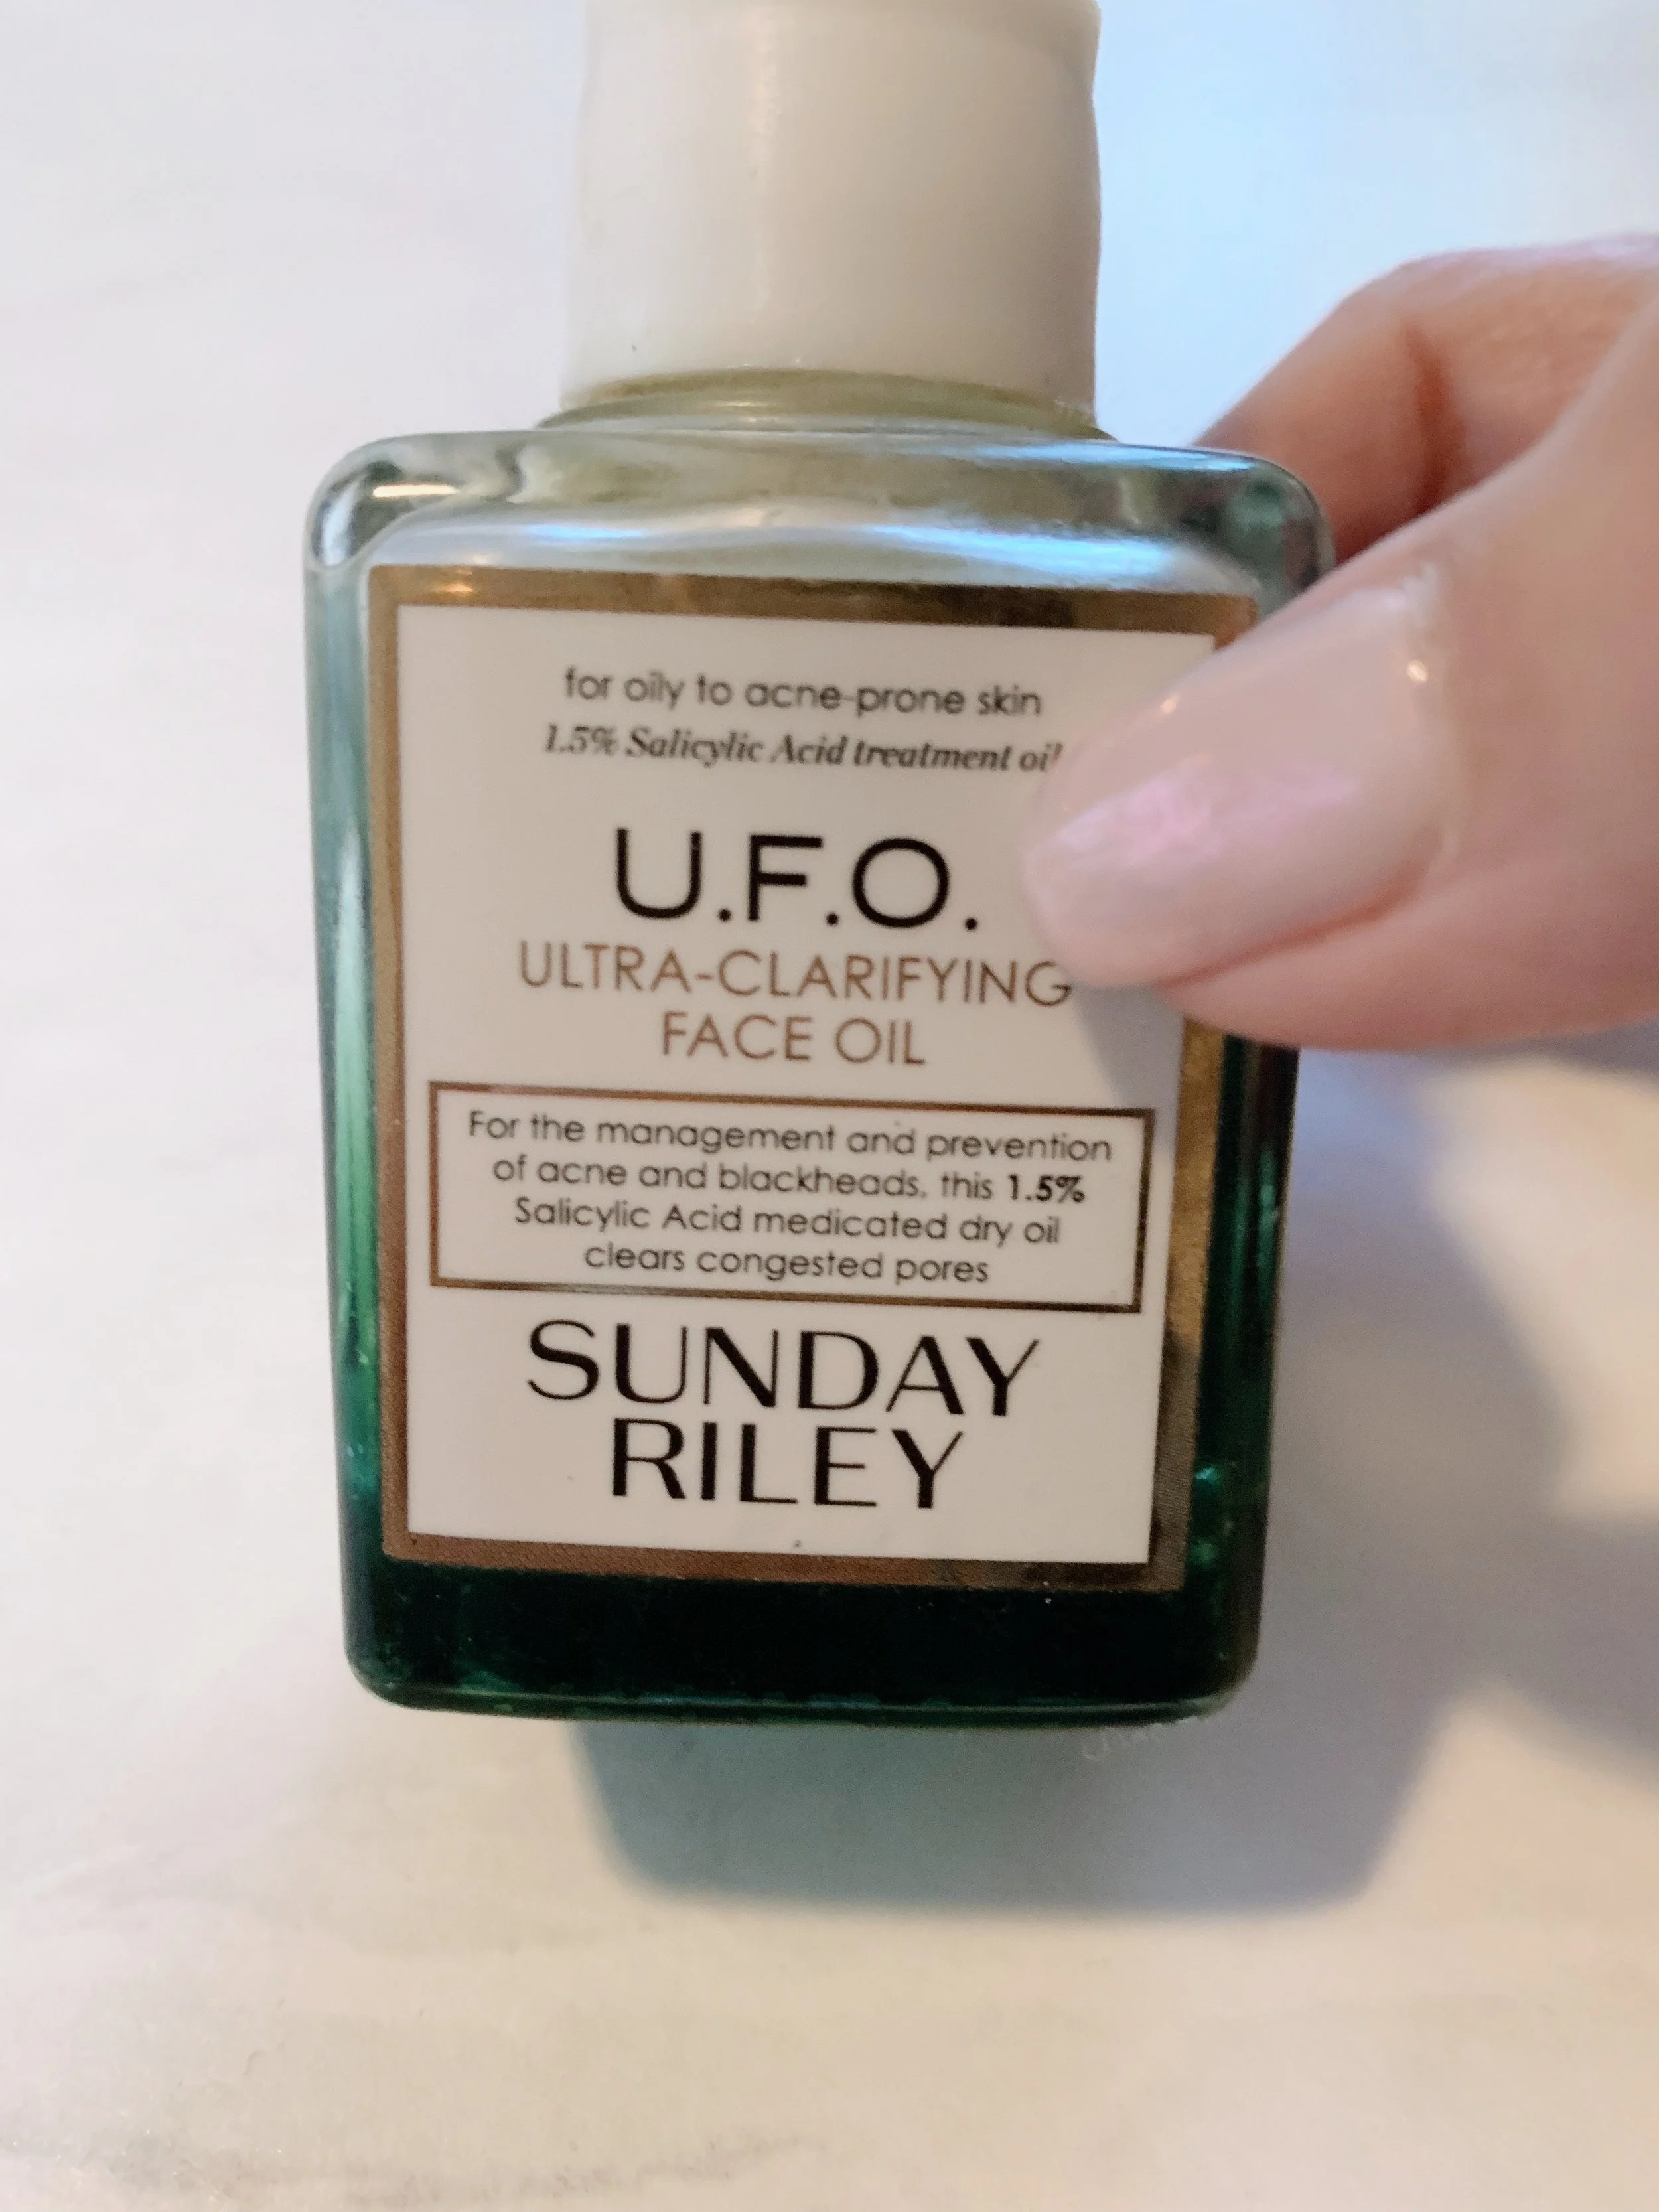 for oily to acne-prone skin
1.5% Salicylic Acid treatment oil
U.F.O.
ULTRA-CLARIFYING
FACE OIL
For the management and prevention
of acne and blackheads, this 1.5%
Salicylic Acid medicated dry oil
clears congested pores
SUNDAY
RILEY